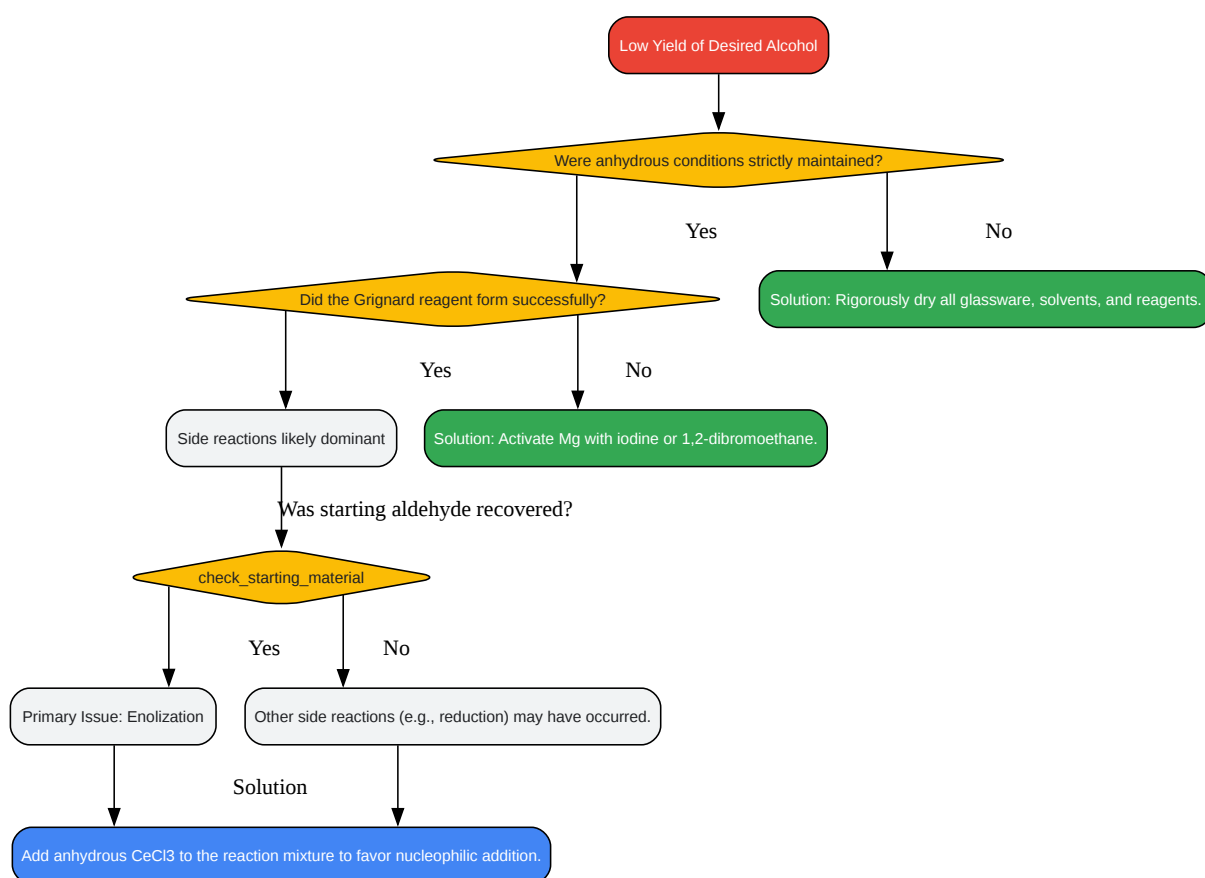 Low Yield of Desired Alcohol
Were anhydrous conditions strictly maintained?
Yes
No
Did the Grignard reagent form successfully?
Solution: Rigorously dry all glassware, solvents, and reagents.
Yes
No
Side reactions likely dominant
Solution: Activate Mg with iodine or 1,2-dibromoethane.
Was starting aldehyde recovered?
check_starting_material
Yes
No
Primary Issue: Enolization
Other side reactions (e.g., reduction) may have occurred.
Solution
Add anhydrous CeCl3 to the reaction mixture to favor nucleophilic addition.